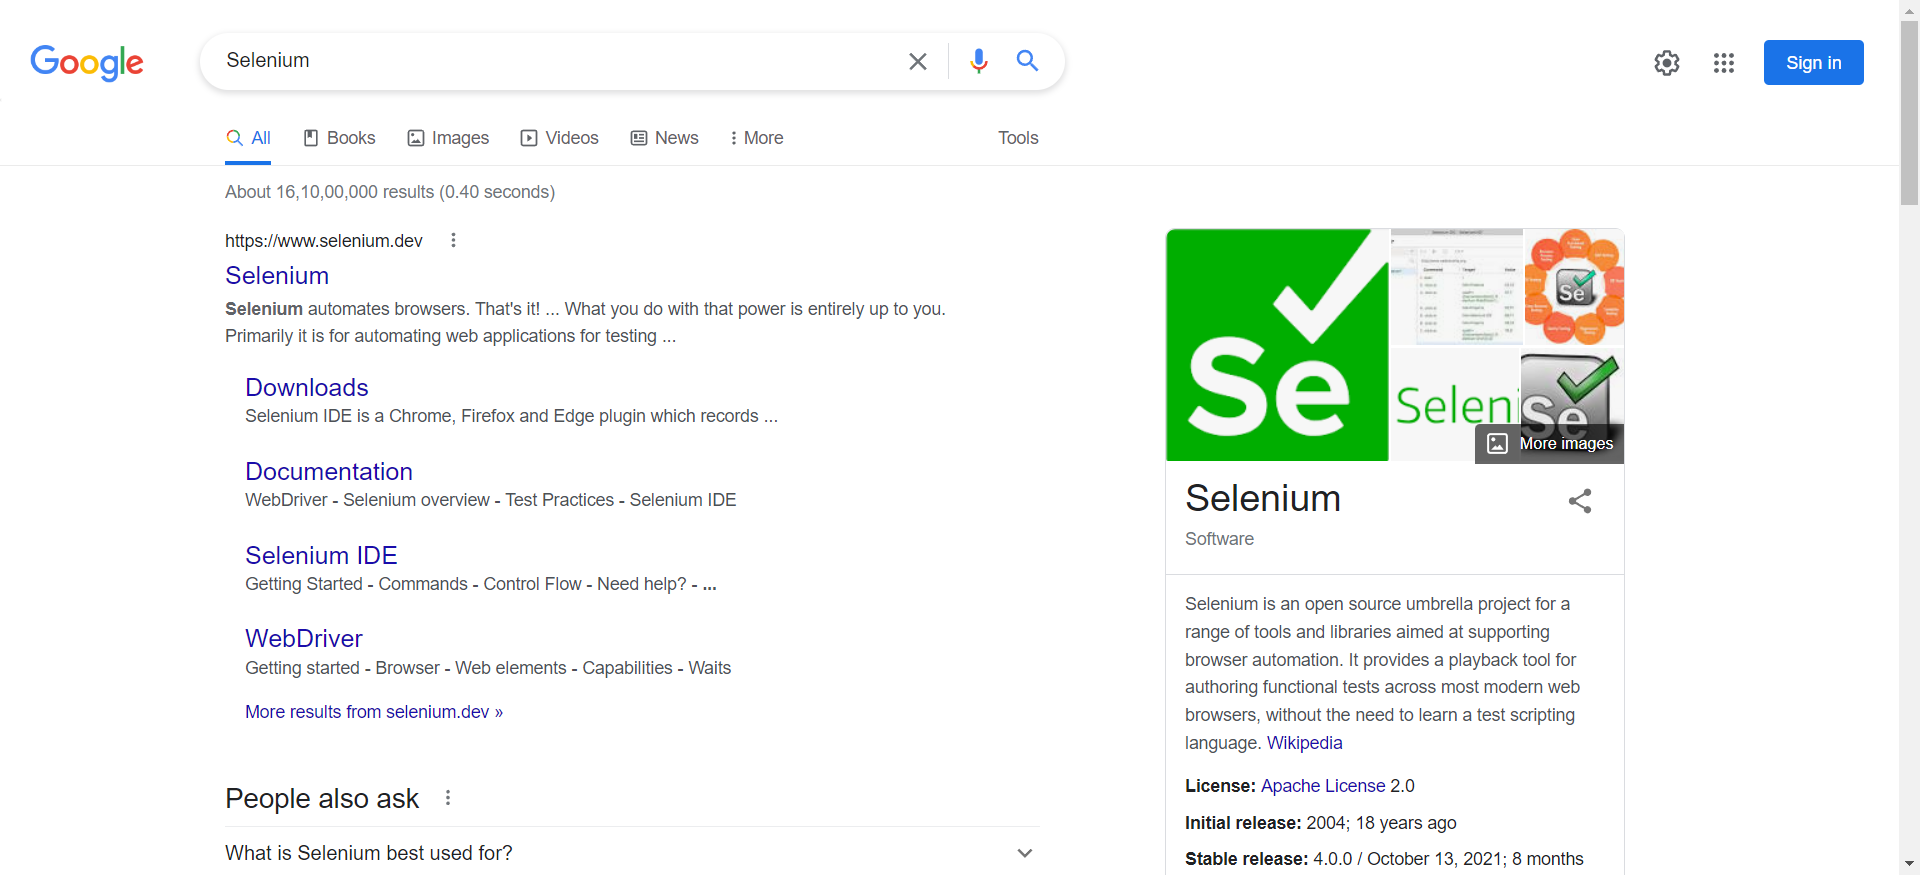 Google
Selenium
Sign in
All
Books
Images
Videos
News
More
Tools
About 16,10,00,000 results (0.40 seconds)
https://www.selenium.dev
Selenium
Selenium automates browsers. That's it! ... What you do with that power is entirely up to you.
Primarily it is for automating web applications for testing ...
Downloads
Selenium IDE is a Chrome, Firefox and Edge plugin which records ...
Documentation
WebDriver - Selenium overview - Test Practices - Selenium IDE
Selenium IDE
Getting Started - Commands - Control Flow - Need help? - ...
WebDriver
Getting started - Browser - Web elements - Capabilities - Waits
More results from selenium.dev »
People also ask
What is Selenium best used for?
Se
Se
Seleni
Se
More images
Selenium
Software
Selenium is an open source umbrella project for a
range of tools and libraries aimed at supporting
browser automation. It provides a playback tool for
authoring functional tests across most modern web
browsers, without the need to learn a test scripting
language. Wikipedia
License: Apache License 2.0
Initial release: 2004; 18 years ago
Stable release: 4.0.0 / October 13, 2021; 8 months